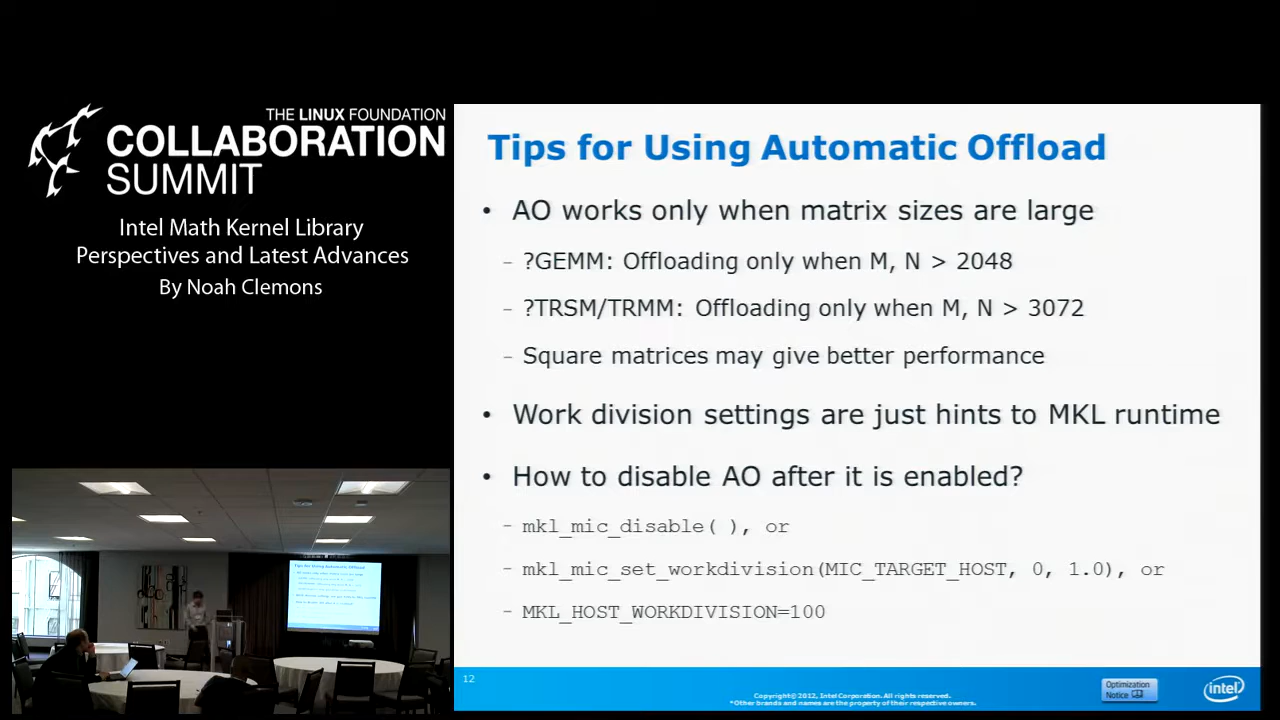 THE LINUX FOUNDATION
COLLABORATION
SUMMIT
Intel Math Kernel Library
Perspectives and Latest Advances
By Noah Clemons
Tips for Using Automatic Offload
• AO works only when matrix sizes are large
– ?GEMM: Offloading only when M, N > 2048
– ?TRSM/TRMM: Offloading only when M, N > 3072
– Square matrices may give better performance
• Work division settings are just hints to MKL runtime
• How to disable AO after it is enabled?
– mkl_mic_disable( ), or
– mkl_mic_set_workdivision(MIC_TARGET_HOST, 0, 1.0), or
– MKL_HOST_WORKDIVISION=100
12
Copyright© 2012, Intel Corporation. All rights reserved.
*Other brands and names are the property of their respective owners.
Optimization
Notice
intel
Tips for Using Automatic Offload